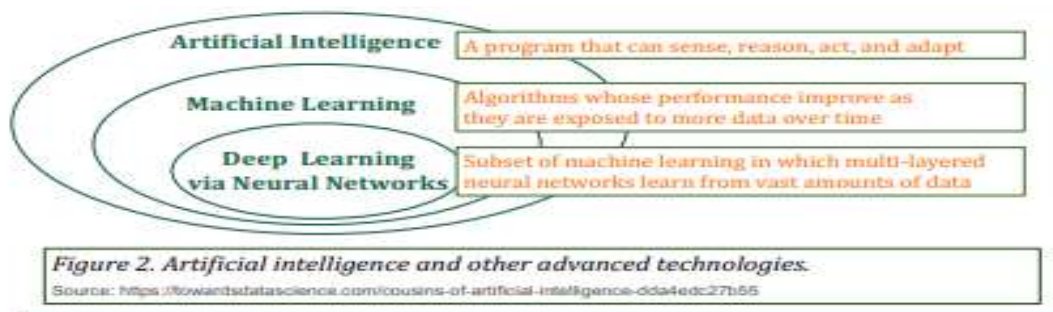 Artificial Intelligence
A program that can sense, reason, act, and adapt
Machine Learning
Algorithms whose performance improve as
they are exposed to more data over time
Deep Learning
via Neural Networks
Subset of machine learning in which multi-layered
neural networks learn from vast amounts of data
Figure 2. Artificial intelligence and other advanced technologies.
Source: https://towardsdatascience.com/cousins-of-artificial-intelligence-dda4edc27b55